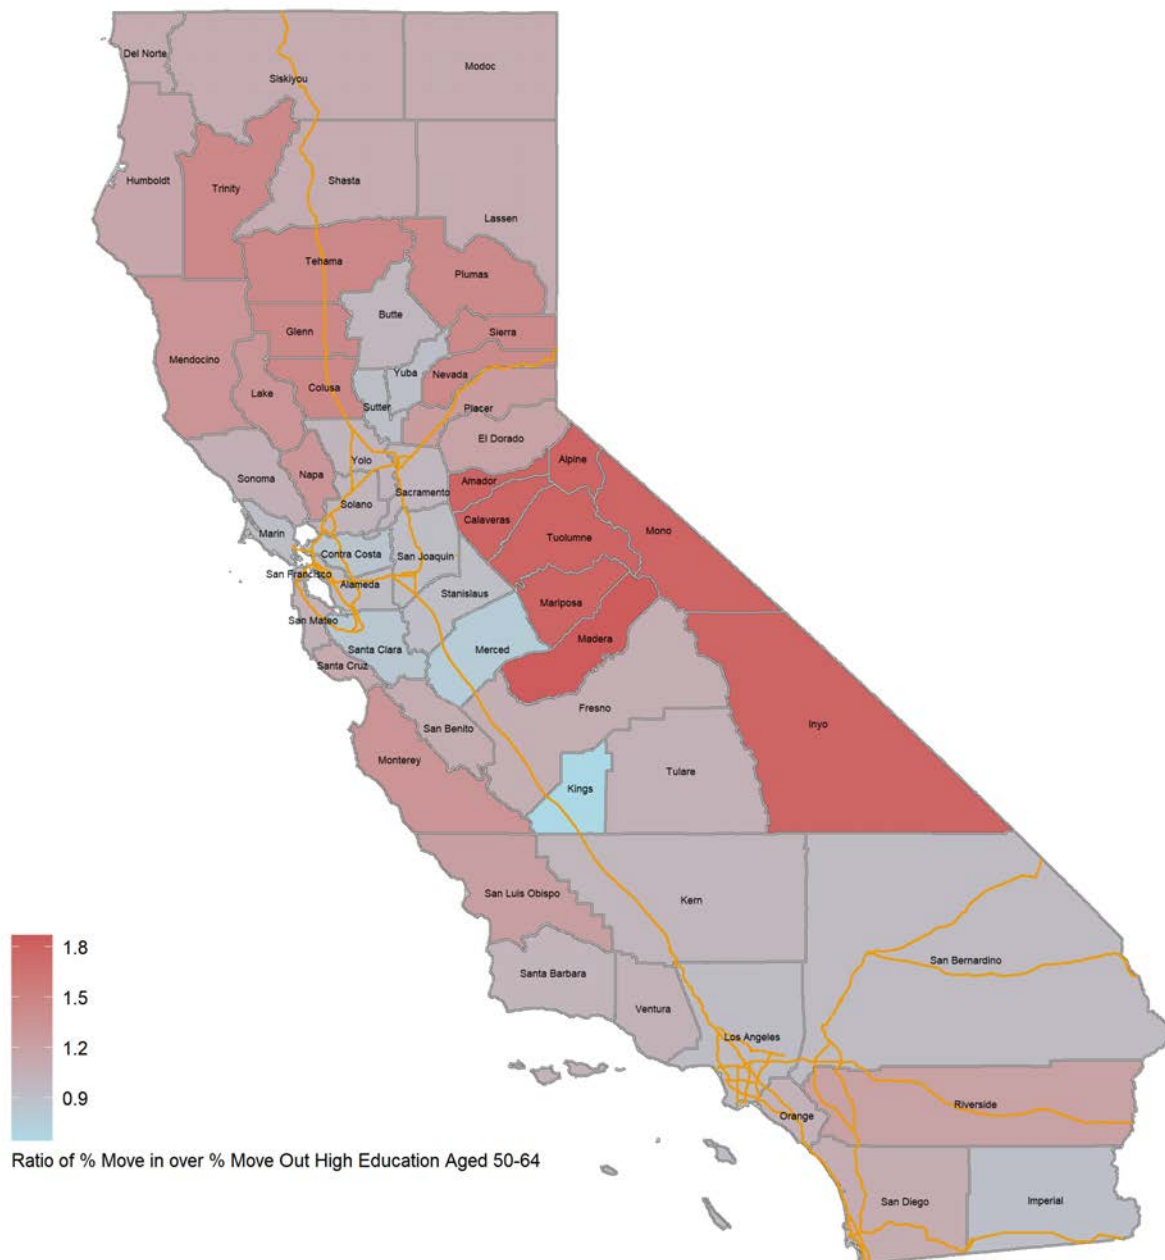 Del Norte
Siskiyou
Modoc
Humboldt
Trinity
Shasta
Lassen
Tehama
Plumas
Butte
Glenn
Sierra
Mendocino
Lake
Colusa
Yuba
Nevada
Sutter
Placer
El Dorado
Sonoma
Napa
Yolo
Sacramento
Amador
Alpine
Solano
Calaveras
Mono
Marin
Contra Costa
San Joaquin
Tuolumne
San Francisco
Alameda
Stanislaus
Mariposa
San Mateo
Santa Clara
Merced
Madera
Santa Cruz
Fresno
San Benito
Inyo
Monterey
Kings
Tulare
San Luis Obispo
Kern
Santa Barbara
San Bernardino
Ventura
Los Angeles
Orange
Riverside
San Diego
Imperial
1.8
1.5
1.2
0.9
Ratio of % Move in over % Move Out High Education Aged 50-64